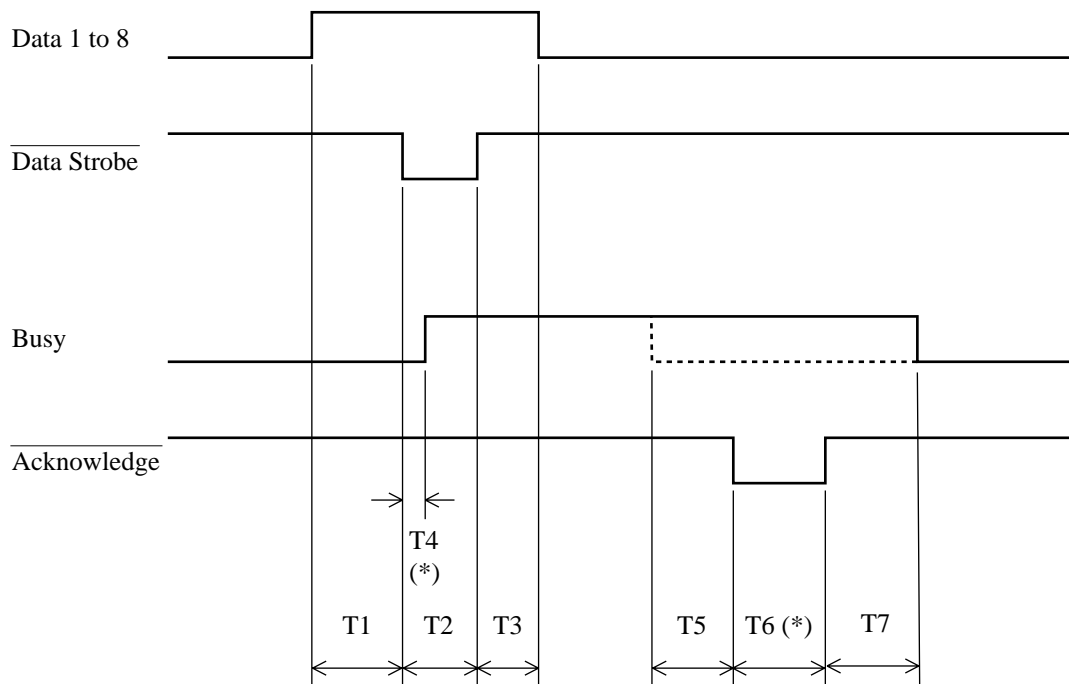 Data 1 to 8
Data Strobe
Busy
Acknowledge
T4
(*)
T1 T2 T3 T5 T6 (*) T7